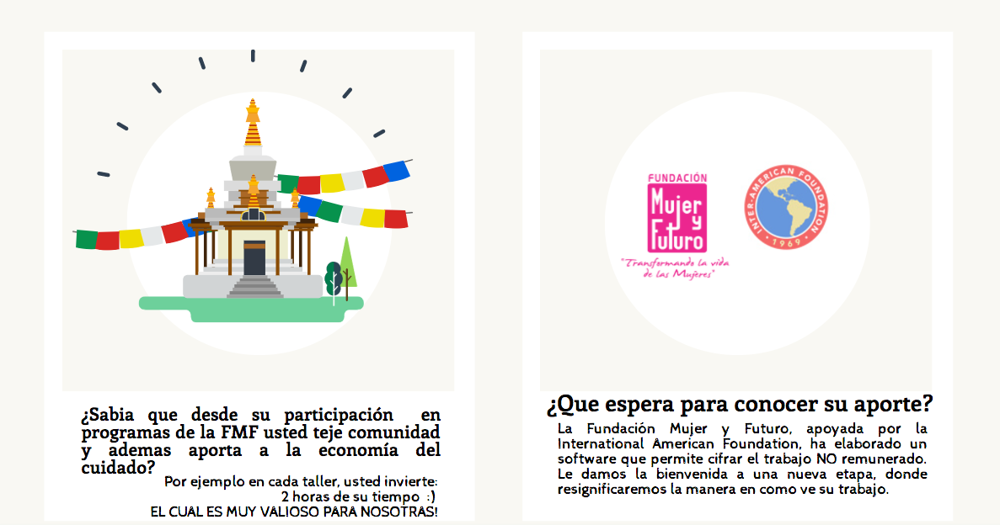 ¿Sabia que desde su participación en
programas de la FMF usted teje comunidad
y ademas aporta a la economía del
cuidado?
Por ejemplo en cada taller, usted invierte:
2 horas de su tiempo :)
EL CUAL ES MUY VALIOSO PARA NOSOTRAS!
FUNDACIÓN
Mujer
y
Futuro
"Transformando la vida
de las Mujeres"
INTER-AMERICAN FOUNDATION
• 1969 •
¿Que espera para conocer su aporte?
La Fundación Mujer y Futuro, apoyada por la
International American Foundation, ha elaborado un
software que permite cifrar el trabajo NO remunerado.
Le damos la bienvenida a una nueva etapa, donde
resignificaremos la manera en como ve su trabajo.